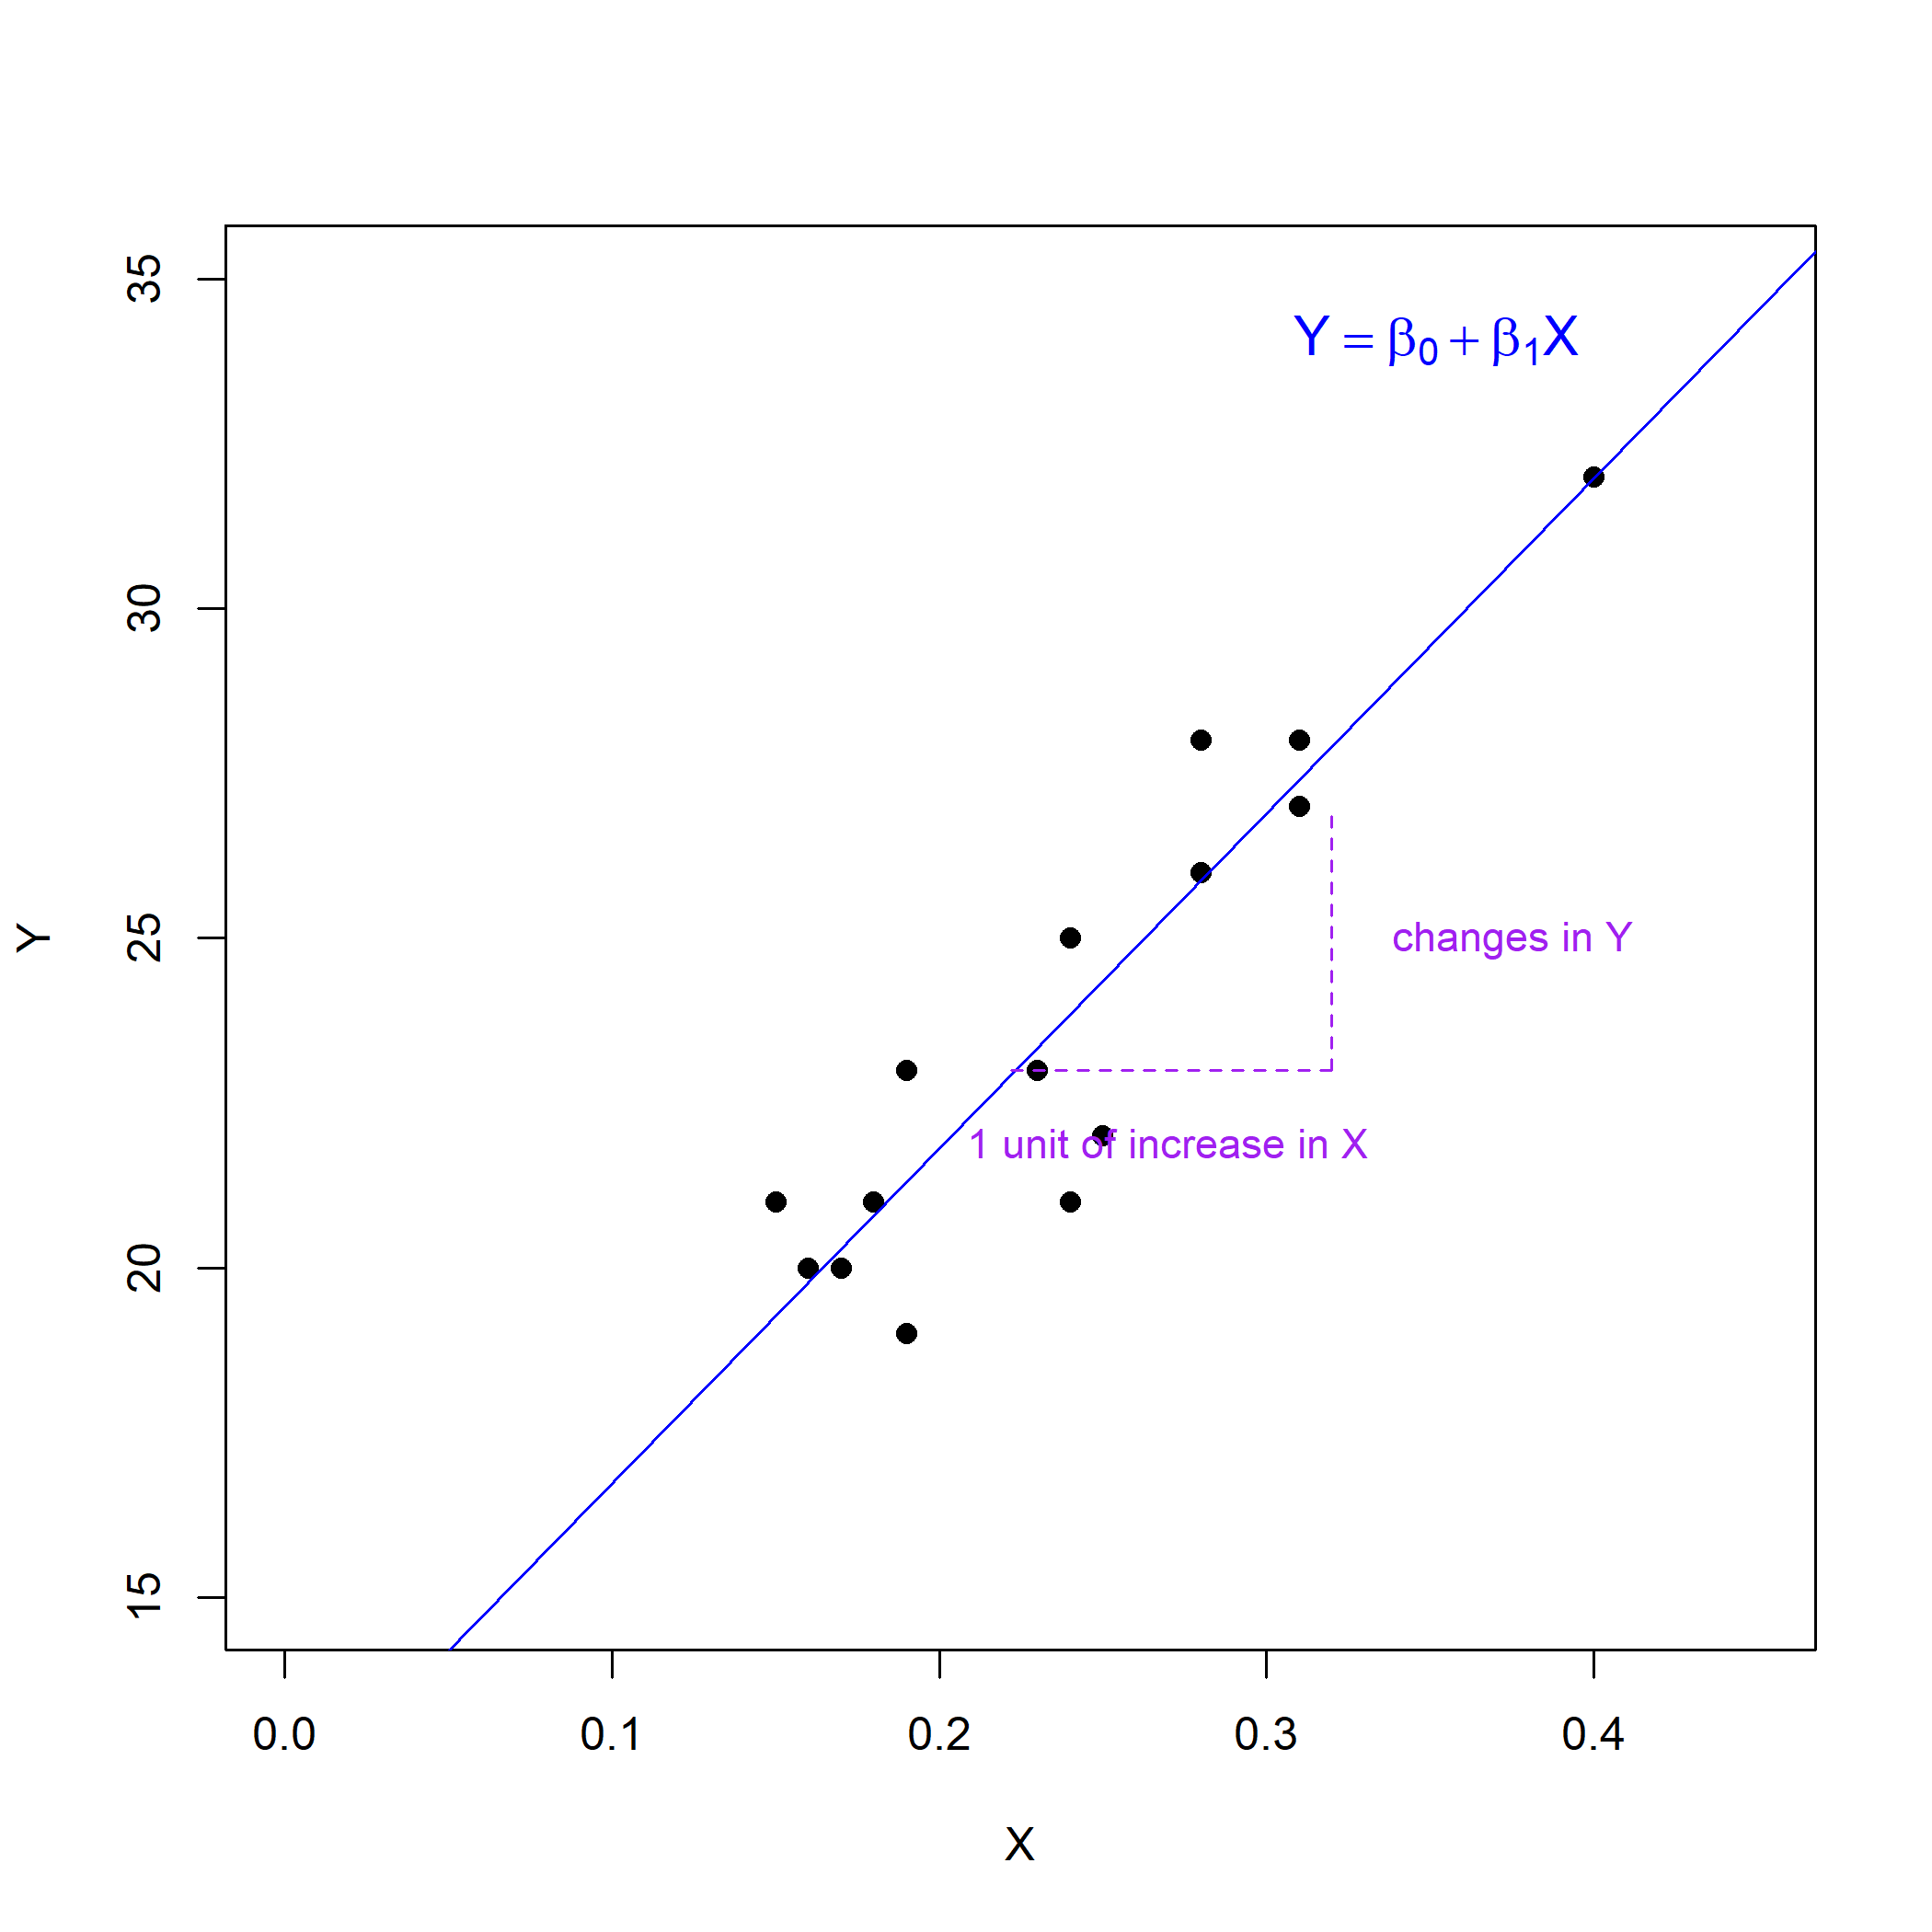 35
Y = β₀ + β₁X
30
25
changes in Y
Y
1 unit of increase in X
20
15
0.0 0.1 0.2 0.3 0.4
X